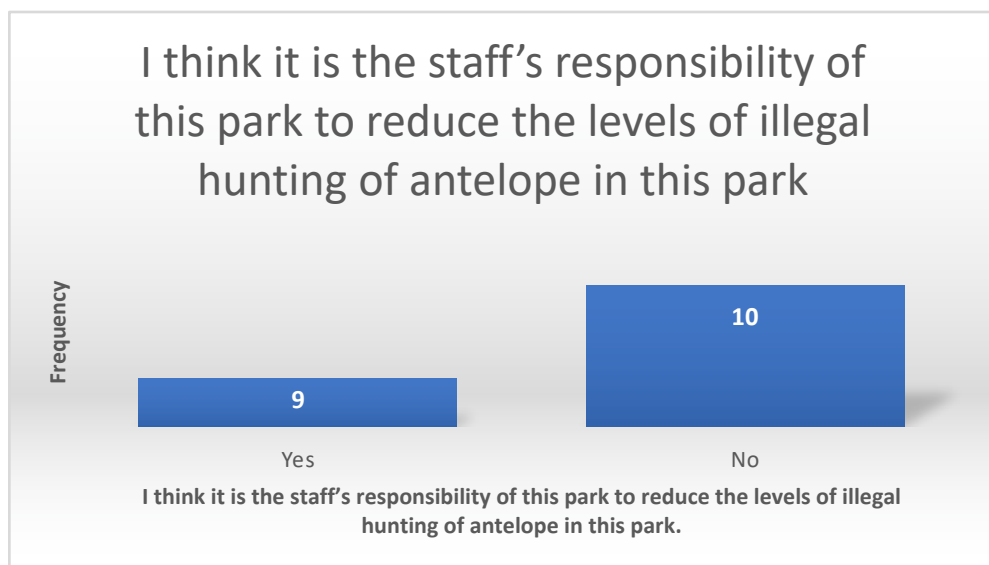 I think it is the staff’s responsibility of
this park to reduce the levels of illegal
hunting of antelope in this park
Frequency
9
10
Yes
No
I think it is the staff’s responsibility of this park to reduce the levels of illegal
hunting of antelope in this park.